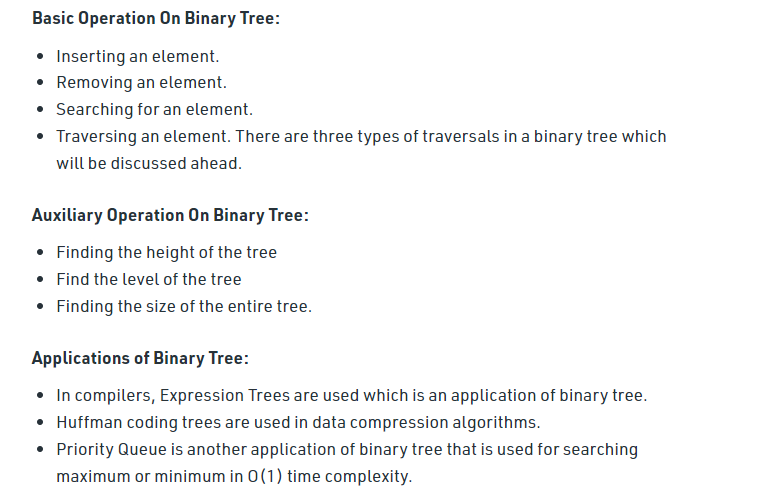 Basic Operation On Binary Tree:
• Inserting an element.
• Removing an element.
• Searching for an element.
• Traversing an element. There are three types of traversals in a binary tree which
will be discussed ahead.
Auxiliary Operation On Binary Tree:
• Finding the height of the tree
• Find the level of the tree
• Finding the size of the entire tree.
Applications of Binary Tree:
• In compilers, Expression Trees are used which is an application of binary tree.
• Huffman coding trees are used in data compression algorithms.
• Priority Queue is another application of binary tree that is used for searching
maximum or minimum in O(1) time complexity.